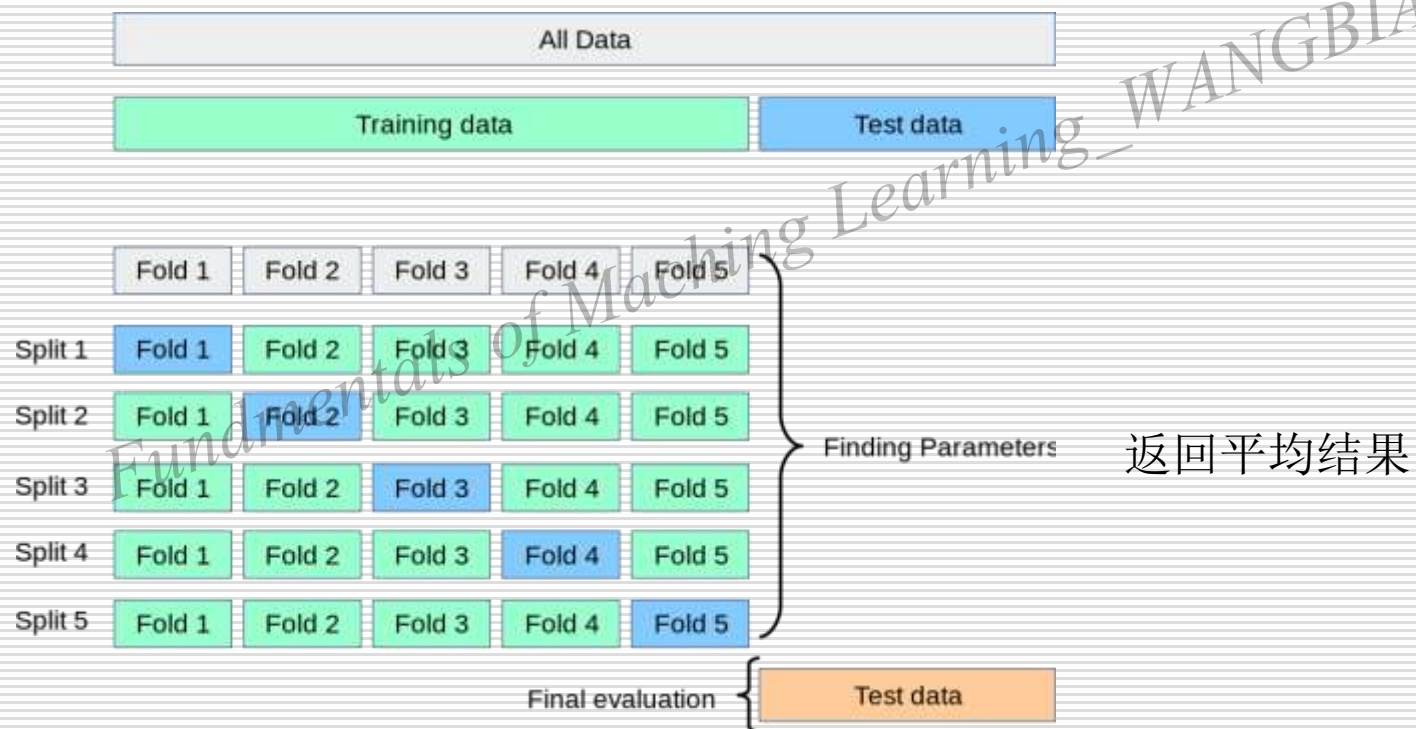 All Data
Training data Test data
Fold 1 Fold 2 Fold 3 Fold 4 Fold 5
Split 1 Fold 1 Fold 2 Fold 3 Fold 4 Fold 5
Split 2 Fold 1 Fold 2 Fold 3 Fold 4 Fold 5
Finding Parameters 返回平均结果
Split 3 Fold 1 Fold 2 Fold 3 Fold 4 Fold 5
Split 4 Fold 1 Fold 2 Fold 3 Fold 4 Fold 5
Split 5 Fold 1 Fold 2 Fold 3 Fold 4 Fold 5
Final evaluation Test data
Fundmentals of Maching Learning_WANGBIA